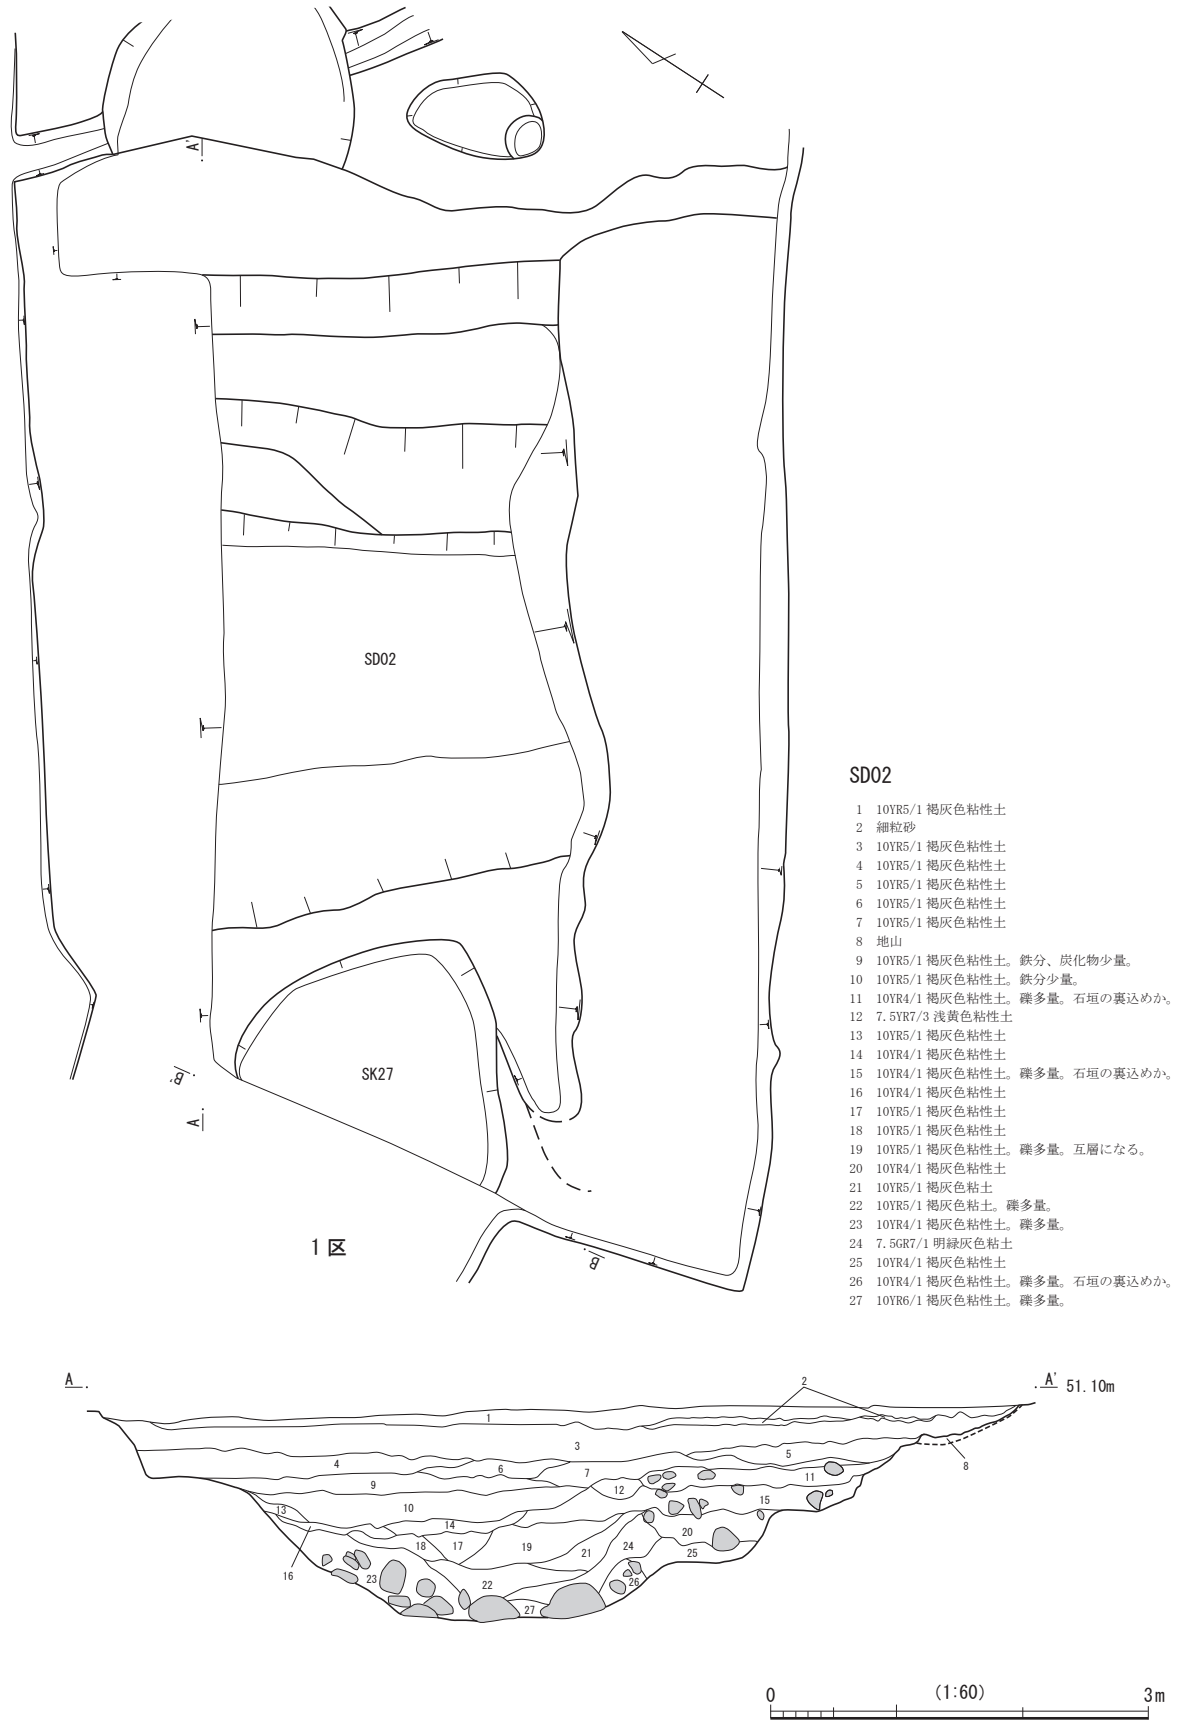 A'
SD02
SK27
B'
A
1区
B
SD02
1 10YR5/1 褐灰色粘性土
2 細粒砂
3 10YR5/1 褐灰色粘性土
4 10YR5/1 褐灰色粘性土
5 10YR5/1 褐灰色粘性土
6 10YR5/1 褐灰色粘性土
7 10YR5/1 褐灰色粘性土
8 地山
9 10YR5/1 褐灰色粘性土。鉄分、炭化物少量。
10 10YR5/1 褐灰色粘性土。鉄分少量。
11 10YR4/1 褐灰色粘性土。礫多量。石垣の裏込めか。
12 7.5YR7/3 浅黄色粘性土
13 10YR5/1 褐灰色粘性土
14 10YR4/1 褐灰色粘性土
15 10YR4/1 褐灰色粘性土。礫多量。石垣の裏込めか。
16 10YR4/1 褐灰色粘性土
17 10YR5/1 褐灰色粘性土
18 10YR5/1 褐灰色粘性土
19 10YR5/1 褐灰色粘性土。礫多量。互層になる。
20 10YR4/1 褐灰色粘性土
21 10YR5/1 褐灰色粘土
22 10YR5/1 褐灰色粘土。礫多量。
23 10YR4/1 褐灰色粘性土。礫多量。
24 7.5GR7/1 明緑灰色粘土
25 10YR4/1 褐灰色粘性土
26 10YR4/1 褐灰色粘性土。礫多量。石垣の裏込めか。
27 10YR6/1 褐灰色粘性土。礫多量。
A
A' 51.10m
2
1
3
5
4
6
7
8
11
9
12
10
15
13
14
20
18
17
19
21
24
25
16
23
22
26
27
0 (1:60) 3m